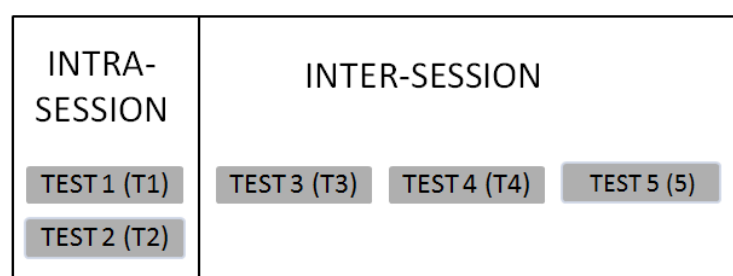 INTRA-
SESSION
TEST 1 (T1)
TEST 2 (T2)
INTER-SESSION
TEST 3 (T3)
TEST 4 (T4)
TEST 5 (5)